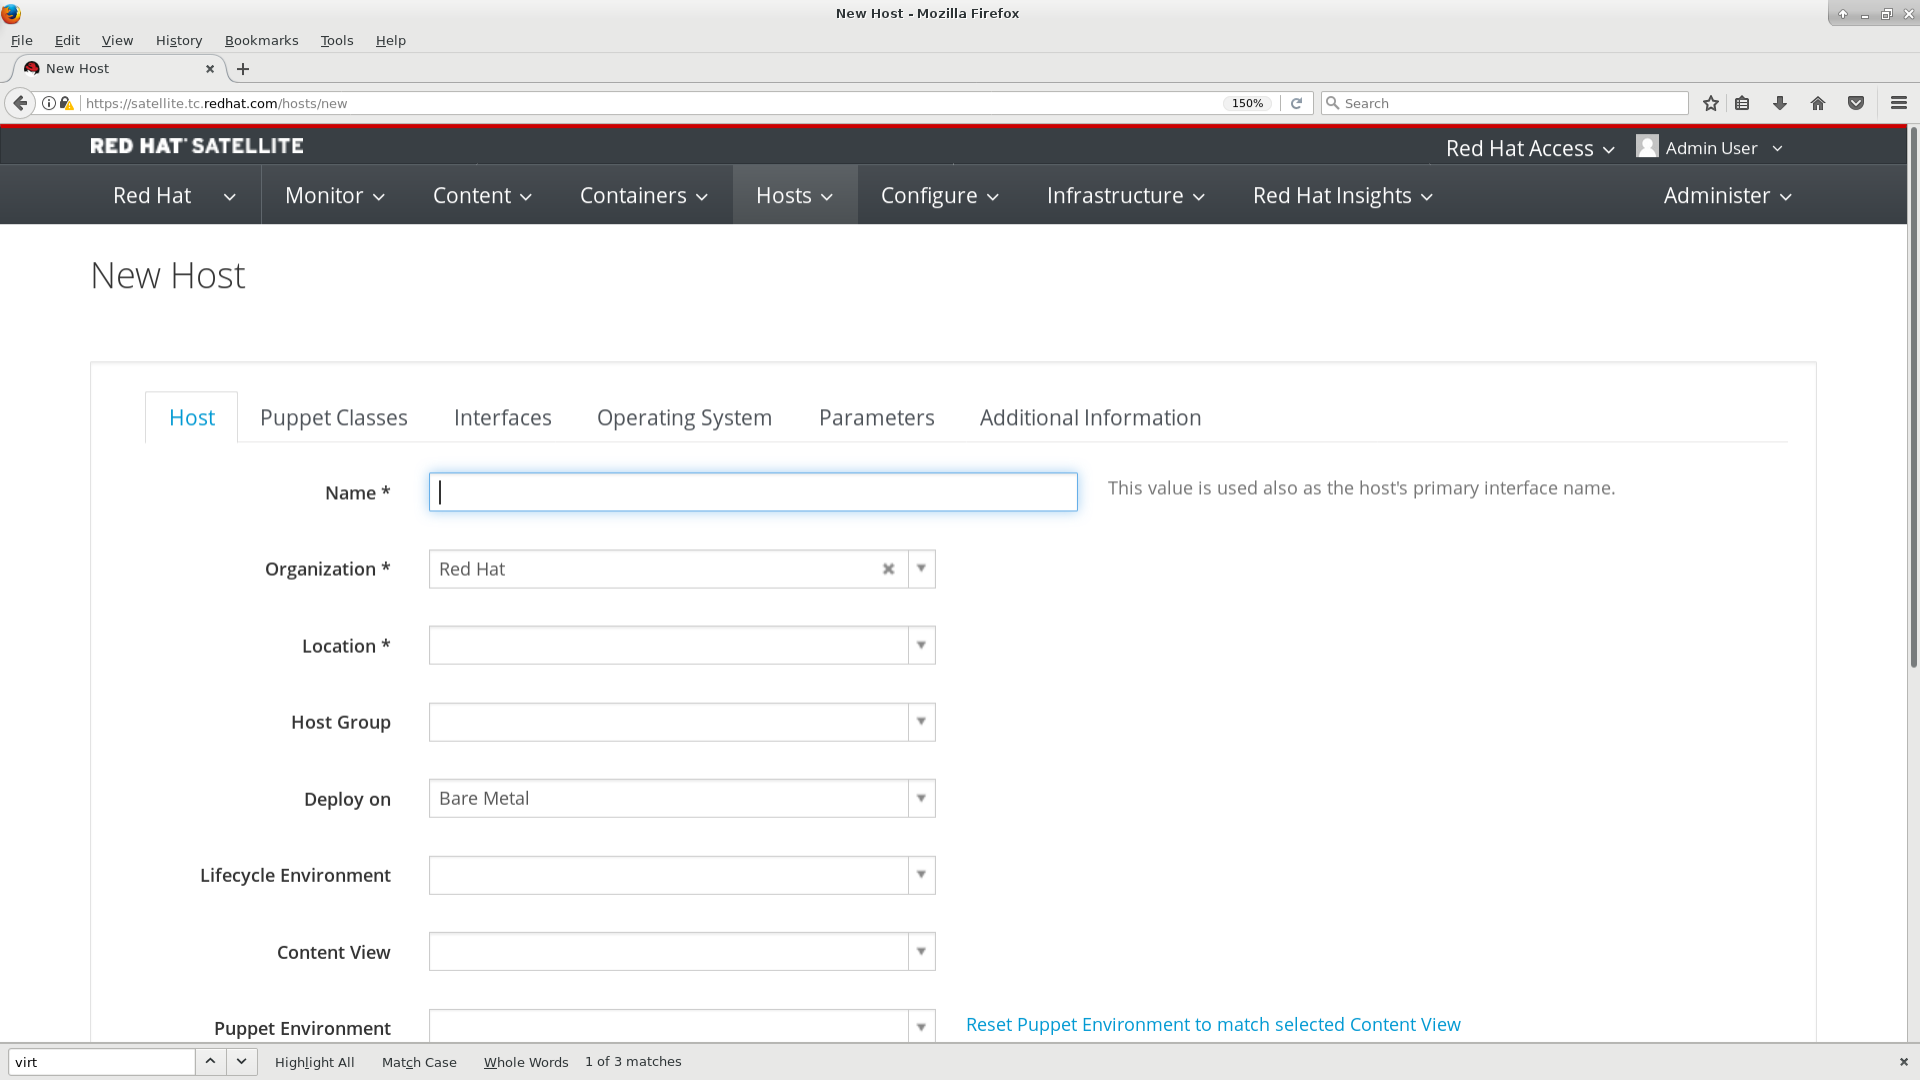 New Host - Mozilla Firefox
File Edit View History Bookmarks Tools Help
New Host
https://satellite.tc.redhat.com/hosts/new 150% Search
RED HAT SATELLITE Red Hat Access Admin User
Red Hat Monitor Content Containers Hosts Configure Infrastructure Red Hat Insights Administer
New Host
Host Puppet Classes Interfaces Operating System Parameters Additional Information
Name * This value is used also as the host's primary interface name.
Organization * Red Hat
Location *
Host Group
Deploy on Bare Metal
Lifecycle Environment
Content View
Puppet Environment Reset Puppet Environment to match selected Content View
virt Highlight All Match Case Whole Words 1 of 3 matches